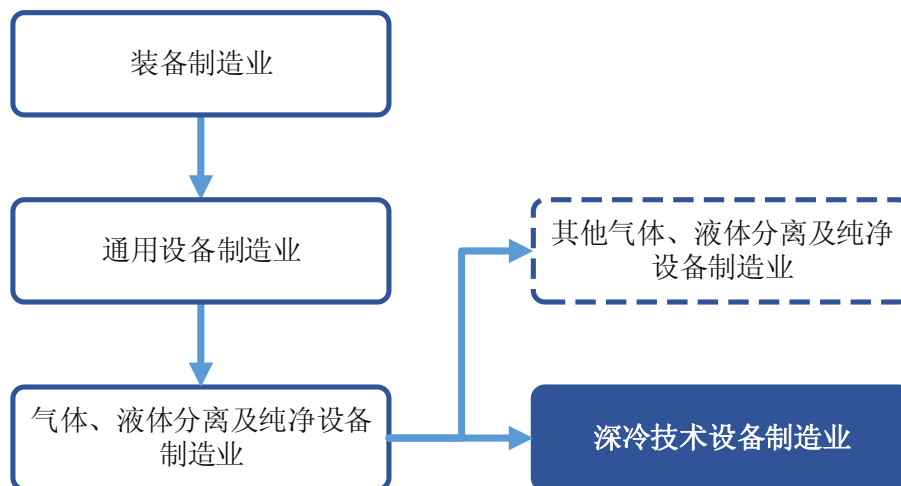 装备制造业
通用设备制造业
其他气体、液体分离及纯净
设备制造业
气体、液体分离及纯净设备
制造业
深冷技术设备制造业